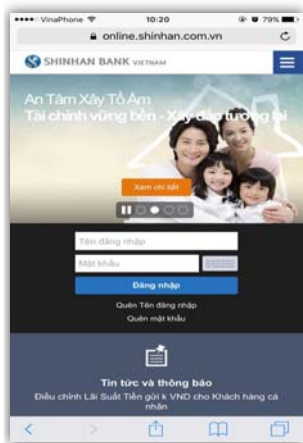 VinaPhone 10:20 79%
online.shinhan.com.vn
SHINHAN BANK VIETNAM
An Tâm Xây Tổ Ấm
Tài chính vững bền - Xây đắp tương lai
Xem chi tiết
Tên đăng nhập
Mật khẩu
Đăng nhập
Quên Tên đăng nhập
Quên mật khẩu
Tin tức và thông báo
Điều chỉnh Lãi Suất Tiền gửi k VND cho Khách hàng cá
nhân